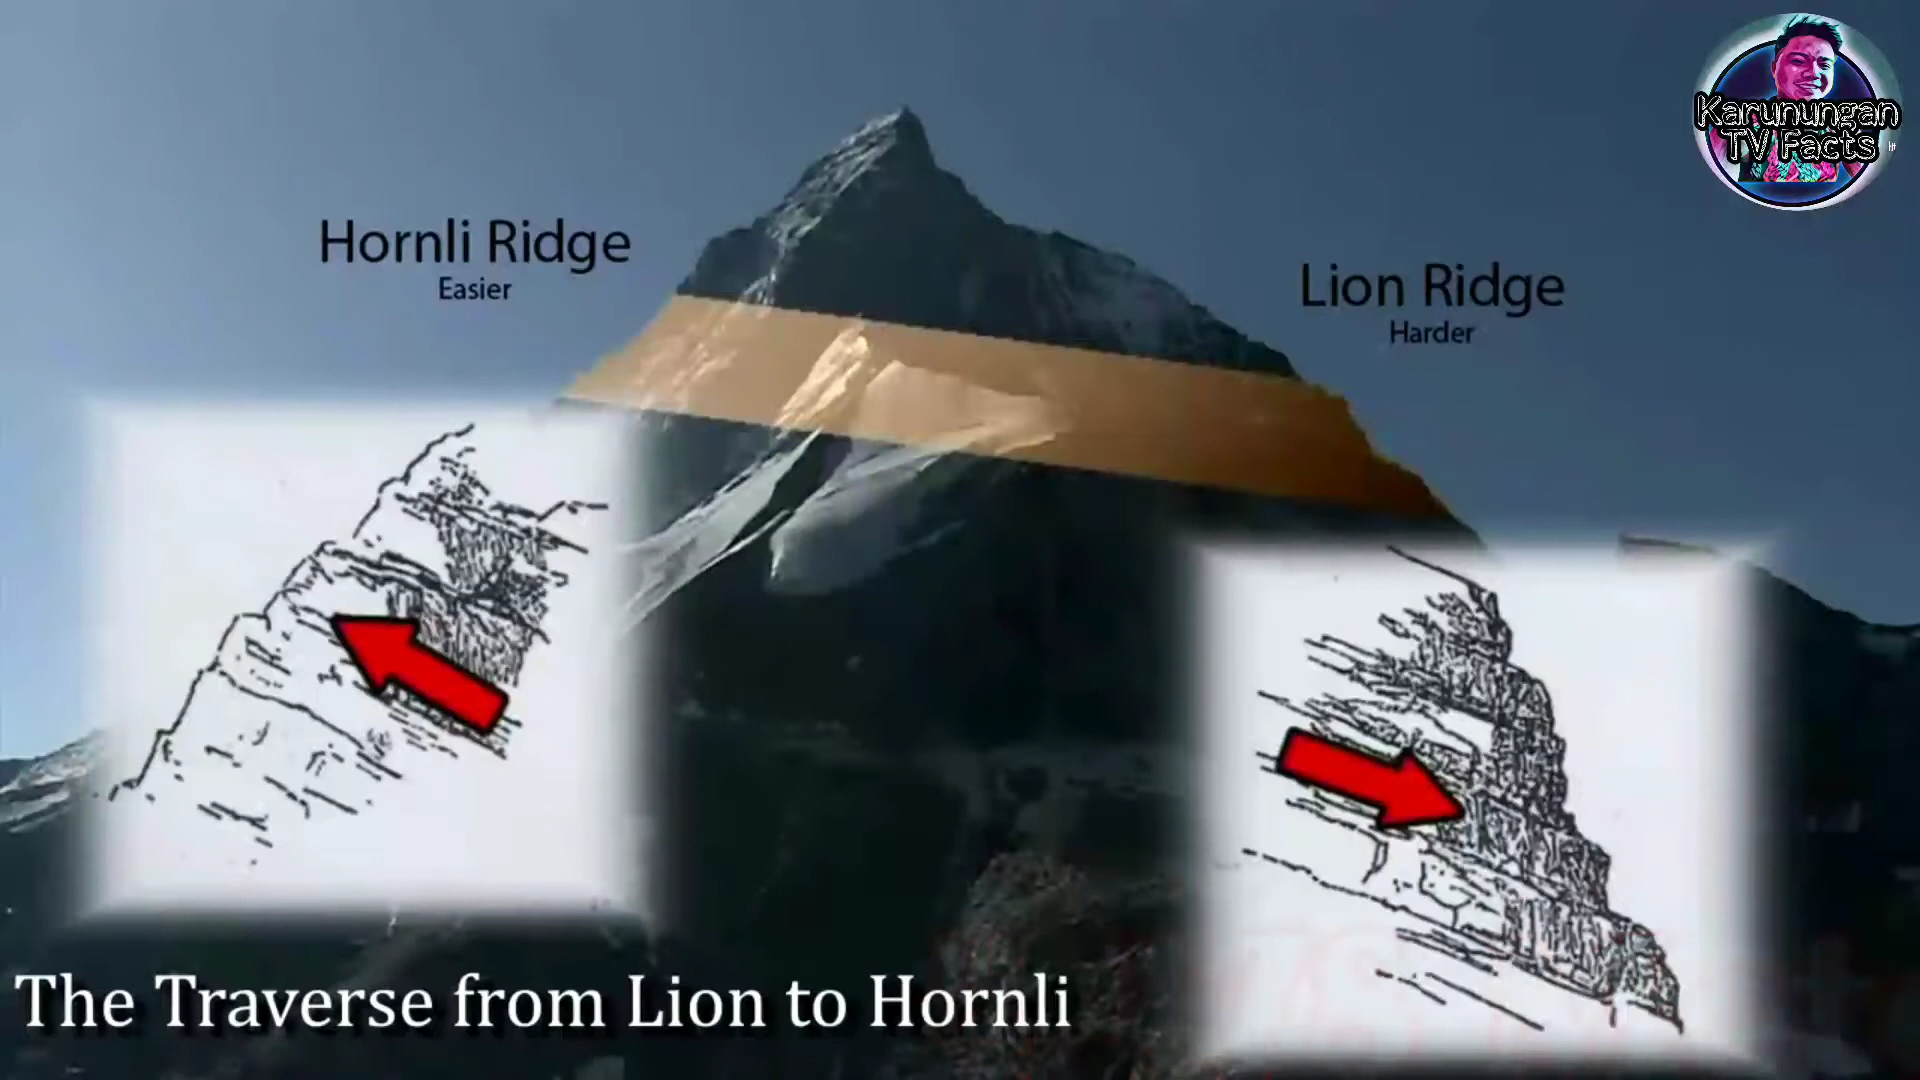 Karunungan
TV Facts
Hornli Ridge
Easier
Lion Ridge
Harder
The Traverse from Lion to Hornli